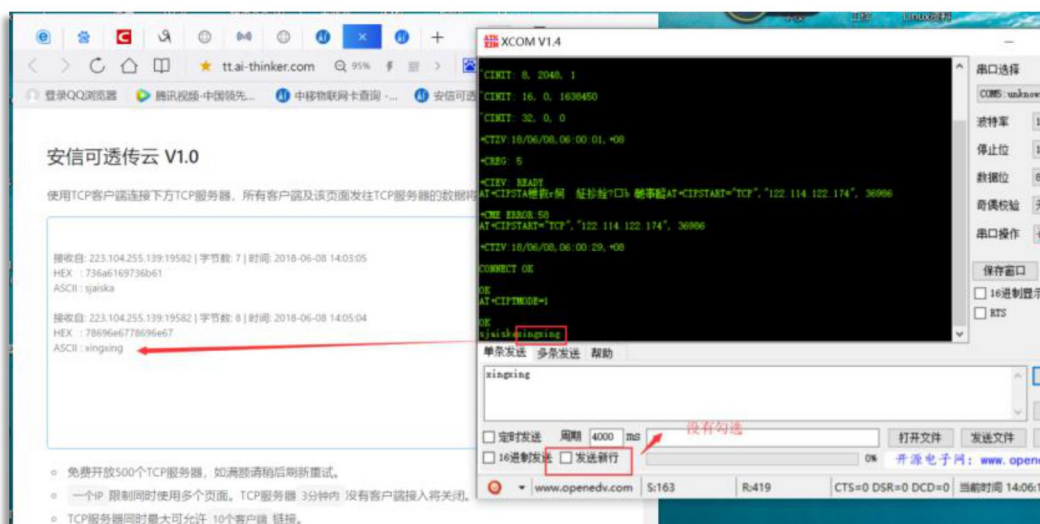 tt.ai-thinker.com
95%
登录QQ浏览器
腾讯视频-中国领先...
中移物联网卡查询 -...
安信可透
安信可透传云 V1.0
使用TCP客户端连接下方TCP服务器，所有客户端及该页面发往TCP服务器的数据将
接收自: 223.104.255.139:19582 | 字节数: 7 | 时间: 2018-06-08 14:03:05
HEX : 736a6169736b61
ASCII : sjaiska
接收自: 223.104.255.139:19582 | 字节数: 8 | 时间: 2018-06-08 14:05:04
HEX : 78696e6778696e67
ASCII : xingxing
免费开放500个TCP服务器，如满额请稍后刷新重试。
一个IP 限制同时使用多个页面。TCP服务器 3分钟内 没有客户端接入将关闭。
TCP服务器同时最大可允许 10个客户端 链接。
XCOM V1.4
^CINIT: 8, 2048, 1
^CINIT: 16, 0, 1638450
^CINIT: 32, 0, 0
+CTZV:18/06/08,06:00:01,+08
+CREG: 5
+CIEV: READY
AT+CIPSTART="TCP","122.114.122.174", 36986
+CME ERROR 58
AT+CIPSTART="TCP","122.114.122.174", 36986
+CTZV:18/06/08,06:00:29,+08
CONNECT OK
OK
AT+CIPTMODE=1
OK
sjaiskaxingxing
单条发送 多条发送 帮助
xingxing
没有勾选
定时发送 周期 4000 ms 打开文件 发送文件
16进制发送 发送新行 0% 开源电子网: www.open
www.openedv.com S:163 R:419 CTS=0 DSR=0 DCD=0 当前时间 14:06:1
串口选择
COM5:unknow
波特率
停止位
数据位
奇偶校验
串口操作
保存窗口
16进制显示
RTS